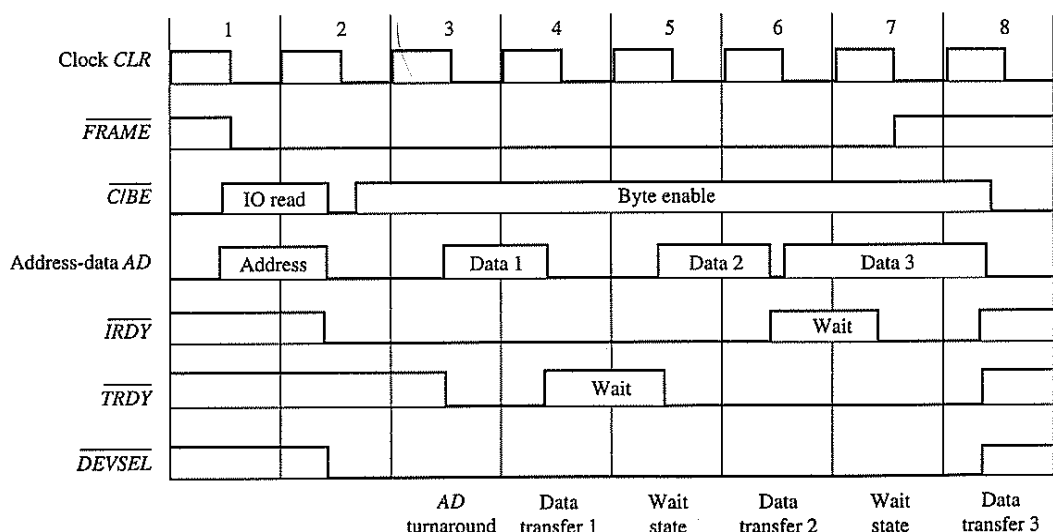 1 2 3 4 5 6 7 8
Clock CLR
FRAME
C/BE
IO read
Byte enable
Address-data AD
Address
Data 1
Data 2
Data 3
IRDY
Wait
TRDY
Wait
DEVSEL
AD turnaround
Data transfer 1
Wait state
Data transfer 2
Wait state
Data transfer 3